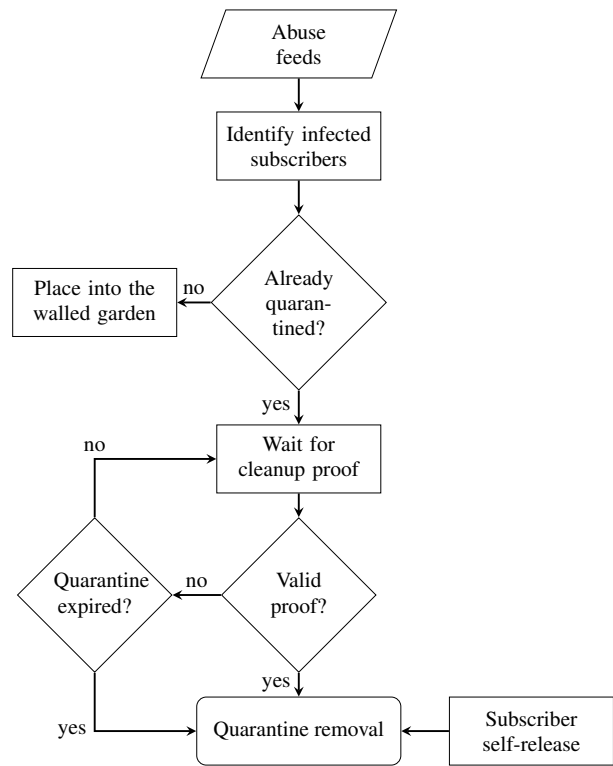 Abuse
feeds
Identify infected
subscribers
Already
quaran-
tined?
no
Place into the
walled garden
yes
Wait for
cleanup proof
no
Quarantine
expired?
no
Valid
proof?
yes
yes
Quarantine removal
Subscriber
self-release